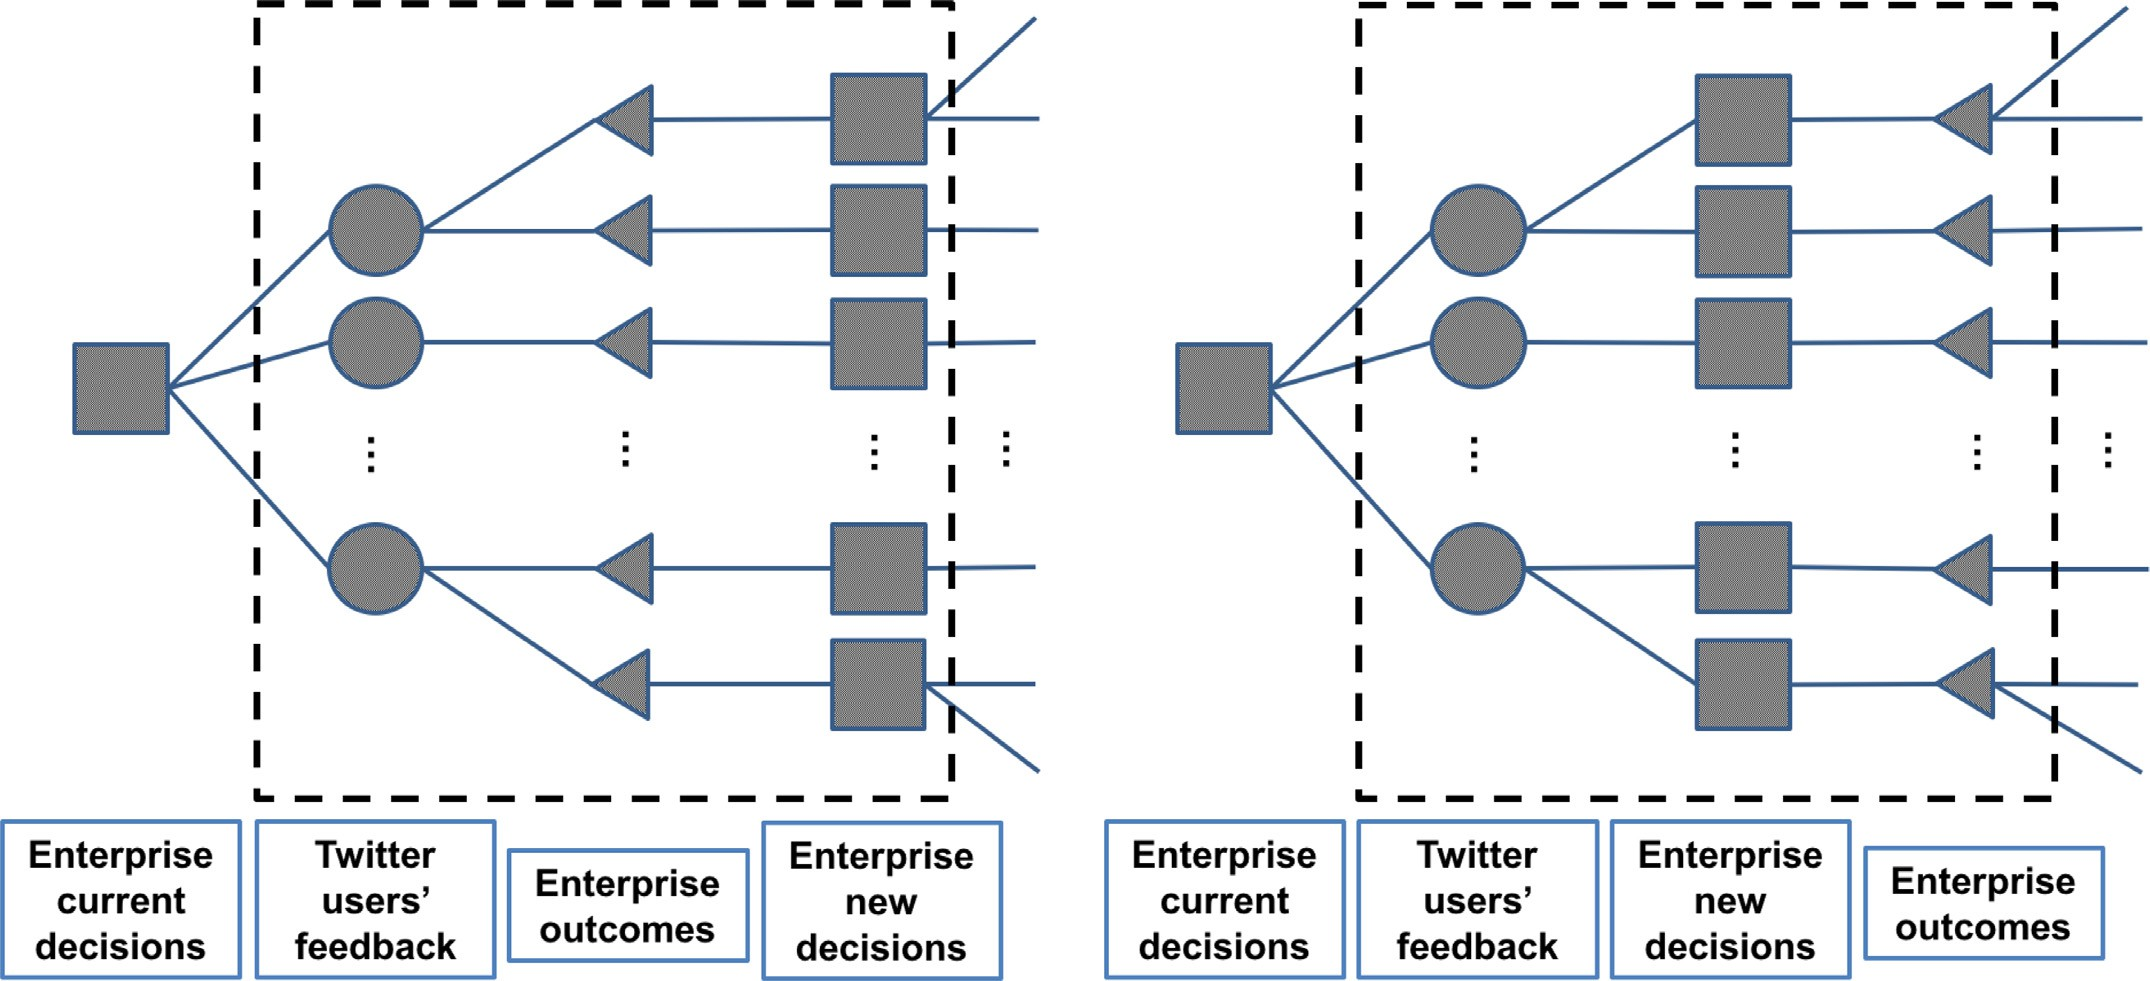 Enterprise
current
decisions
Twitter
users’
feedback
Enterprise
outcomes
Enterprise
new
decisions
Enterprise
current
decisions
Twitter
users’
feedback
Enterprise
new
decisions
Enterprise
outcomes